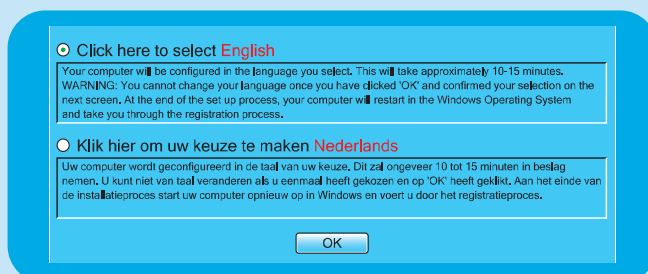 Click here to select English
Your computer will be configured in the language you select. This will take approximately 10-15 minutes.
WARNING: You cannot change your language once you have clicked 'OK' and confirmed your selection on the
next screen. At the end of the set up process, your computer will restart in the Windows Operating System
and take you through the registration process.
Klik hier om uw keuze te maken Nederlands
Uw computer wordt geconfigureerd in de taal van uw keuze. Dit zal ongeveer 10 tot 15 minuten in beslag
nemen. U kunt niet van taal veranderen als u eenmaal heeft gekozen en op 'OK' heeft geklikt. Aan het einde van
de installatieproces start uw computer opnieuw op in Windows en voert u door het registratieproces.
OK